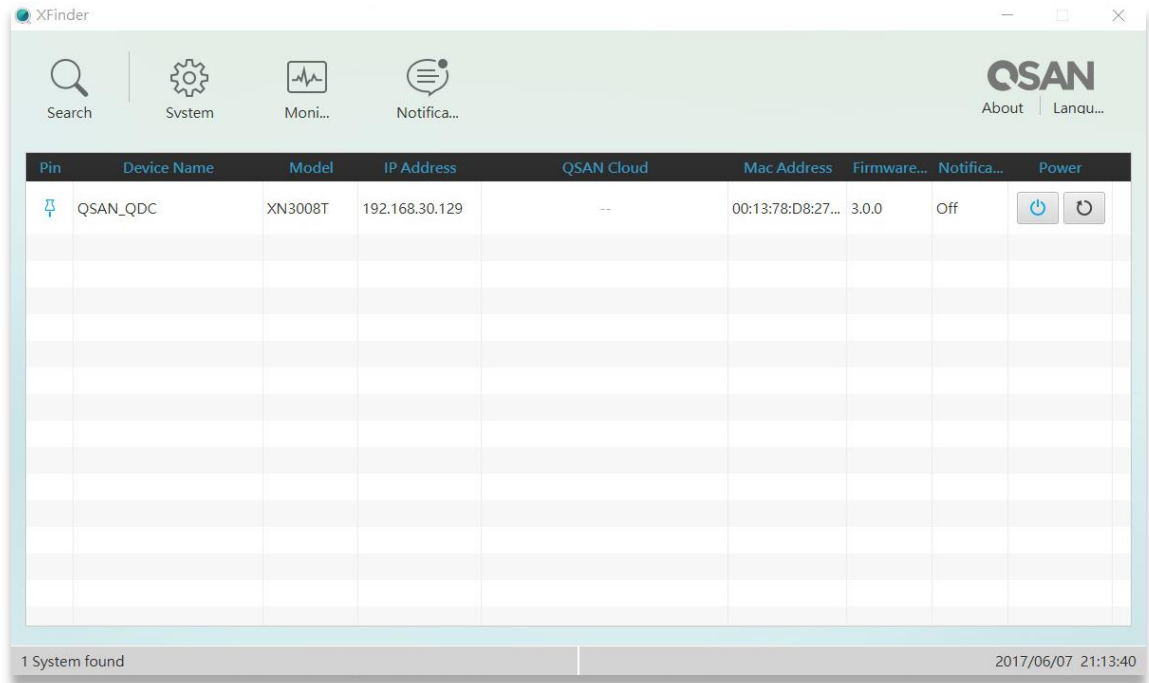 XFinder
Search System Moni... Notifica...
QSAN
About Langu...
Pin Device Name Model IP Address QSAN Cloud Mac Address Firmware... Notifica... Power
QSAN_QDC XN3008T 192.168.30.129 -- 00:13:78:D8:27... 3.0.0 Off
1 System found 2017/06/07 21:13:40